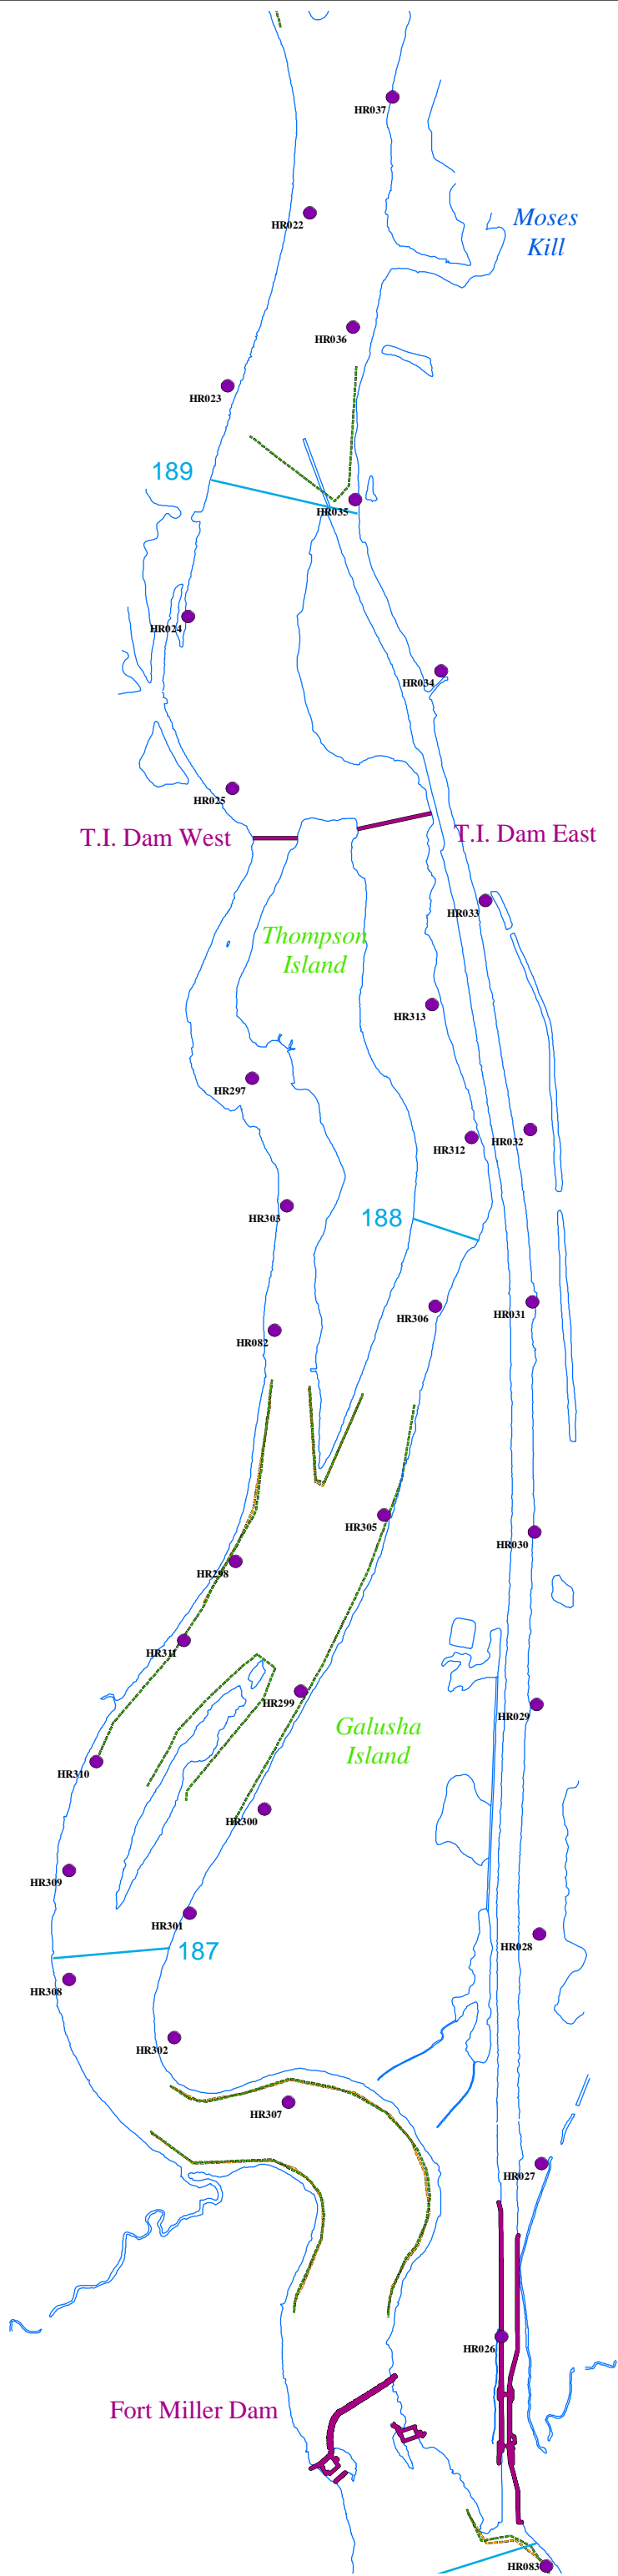 HR037
Moses
Kill
HR022
HR036
HR023
189
HR035
HR024
HR034
HR025
T.I. Dam West
T.I. Dam East
HR033
Thompson
Island
HR313
HR297
HR312
HR032
HR303
188
HR306
HR031
HR082
HR305
HR030
HR298
HR311
HR299
HR029
Galusha
Island
HR310
HR300
HR309
HR301
HR028
187
HR308
HR302
HR307
HR027
HR026
Fort Miller Dam
HR083